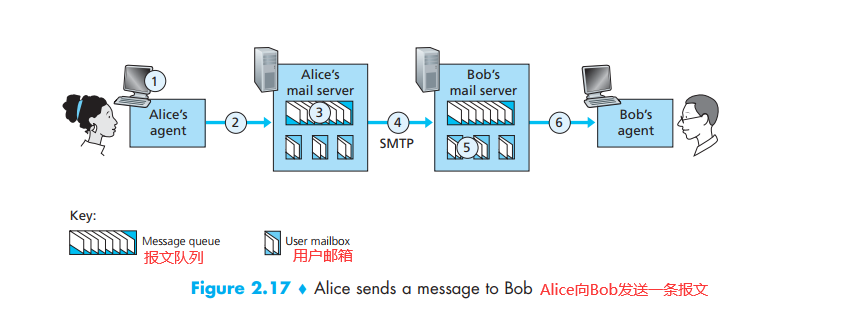 1
Alice's
agent
2
Alice's
mail server
3
4
SMTP
Bob's
mail server
5
6
Bob's
agent
Key:
Message queue
报文队列
User mailbox
用户邮箱
Figure 2.17 ♦ Alice sends a message to Bob Alice向Bob发送一条报文